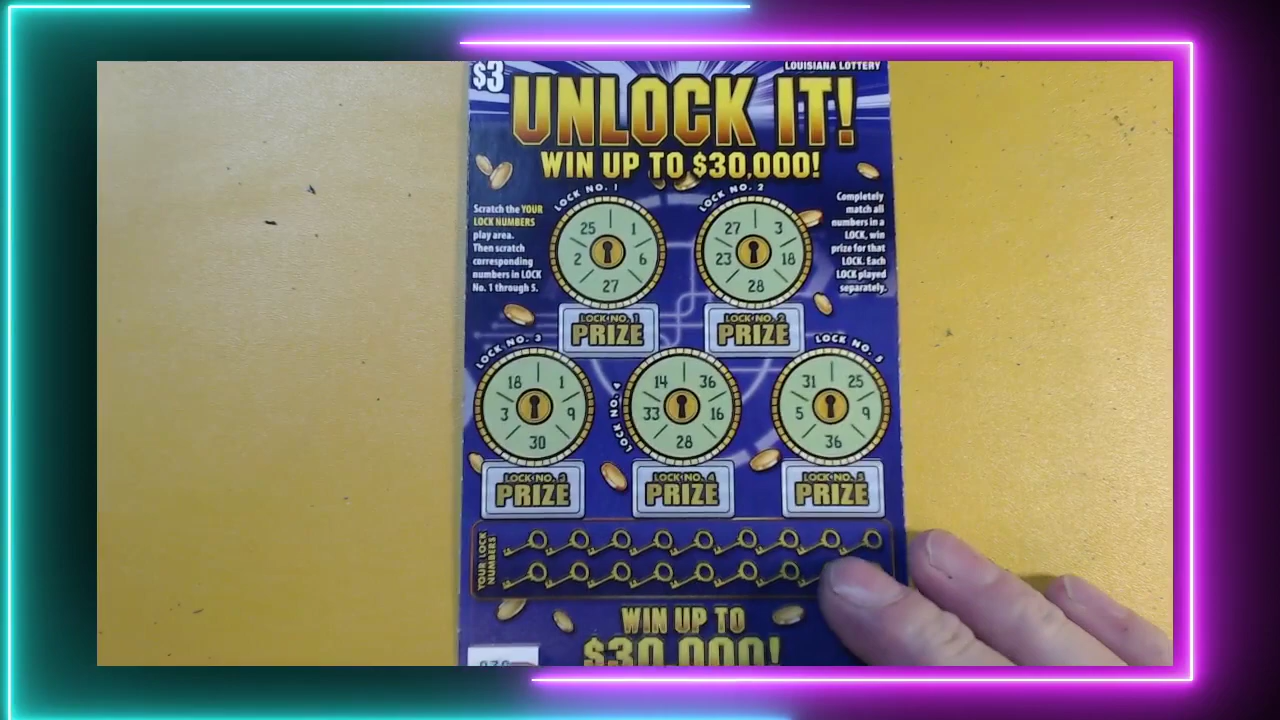 $3
LOUISIANA LOTTERY
UNLOCK IT!
WIN UP TO $30,000!
Scratch the YOUR
LOCK NUMBERS
play area.
Then scratch
corresponding
numbers in LOCK
No. 1 through 5.
LOCK NO. 1
25 1
2 6
27
LOCK NO. 1
PRIZE
LOCK NO. 2
27 3
23 18
28
LOCK NO. 2
PRIZE
Completely
match all
numbers in a
LOCK, win
prize for that
LOCK. Each
LOCK played
separately.
LOCK NO. 3
18 1
3 9
30
LOCK NO. 3
PRIZE
LOCK NO. 4
14 36
33 16
28
LOCK NO. 4
PRIZE
LOCK NO. 5
31 25
5 9
36
LOCK NO. 5
PRIZE
YOUR LOCK
NUMBERS
WIN UP TO
$30,000!